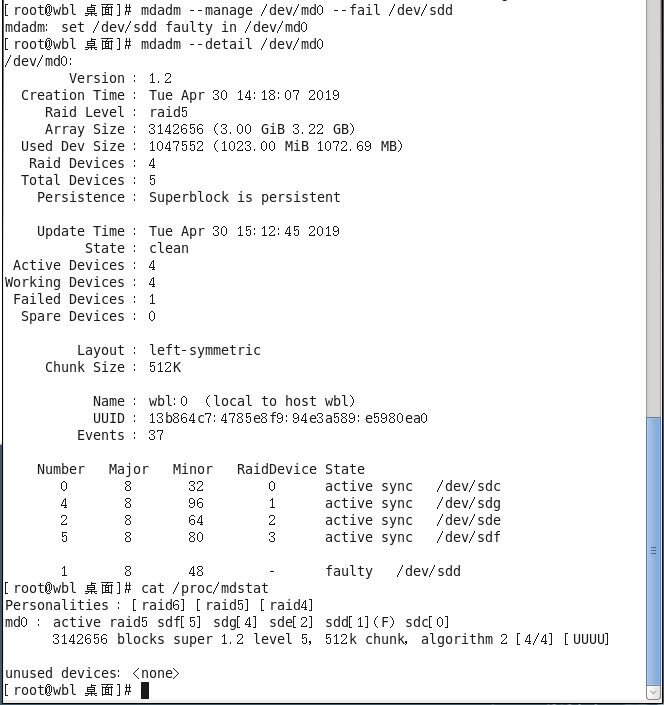 [root@wbl 桌面]# mdadm --manage /dev/md0 --fail /dev/sdd
mdadm: set /dev/sdd faulty in /dev/md0
[root@wbl 桌面]# mdadm --detail /dev/md0
/dev/md0:
        Version : 1.2
  Creation Time : Tue Apr 30 14:18:07 2019
     Raid Level : raid5
     Array Size : 3142656 (3.00 GiB 3.22 GB)
  Used Dev Size : 1047552 (1023.00 MiB 1072.69 MB)
   Raid Devices : 4
  Total Devices : 5
    Persistence : Superblock is persistent
    Update Time : Tue Apr 30 15:12:45 2019
          State : clean
 Active Devices : 4
Working Devices : 4
 Failed Devices : 1
  Spare Devices : 0
         Layout : left-symmetric
     Chunk Size : 512K
           Name : wbl:0  (local to host wbl)
           UUID : 13b864c7:4785e8f9:94e3a589:e5980ea0
         Events : 37
    Number   Major   Minor   RaidDevice State
       0       8       32        0      active sync   /dev/sdc
       4       8       96        1      active sync   /dev/sdg
       2       8       64        2      active sync   /dev/sde
       5       8       80        3      active sync   /dev/sdf
       1       8       48        -      faulty   /dev/sdd
[root@wbl 桌面]# cat /proc/mdstat
Personalities : [raid6] [raid5] [raid4]
md0 : active raid5 sdf[5] sdg[4] sde[2] sdd[1](F) sdc[0]
      3142656 blocks super 1.2 level 5, 512k chunk, algorithm 2 [4/4] [UUUU]
unused devices: <none>
[root@wbl 桌面]#